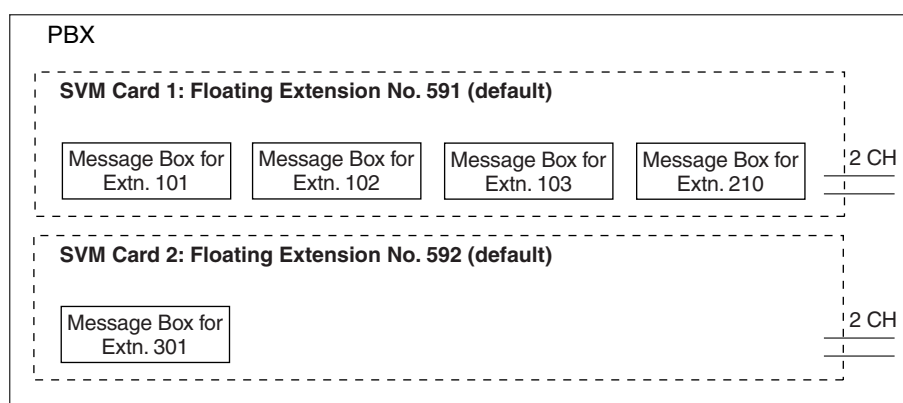 PBX
SVM Card 1: Floating Extension No. 591 (default)
Message Box for
Extn. 101
Message Box for
Extn. 102
Message Box for
Extn. 103
Message Box for
Extn. 210
2 CH
SVM Card 2: Floating Extension No. 592 (default)
Message Box for
Extn. 301
2 CH